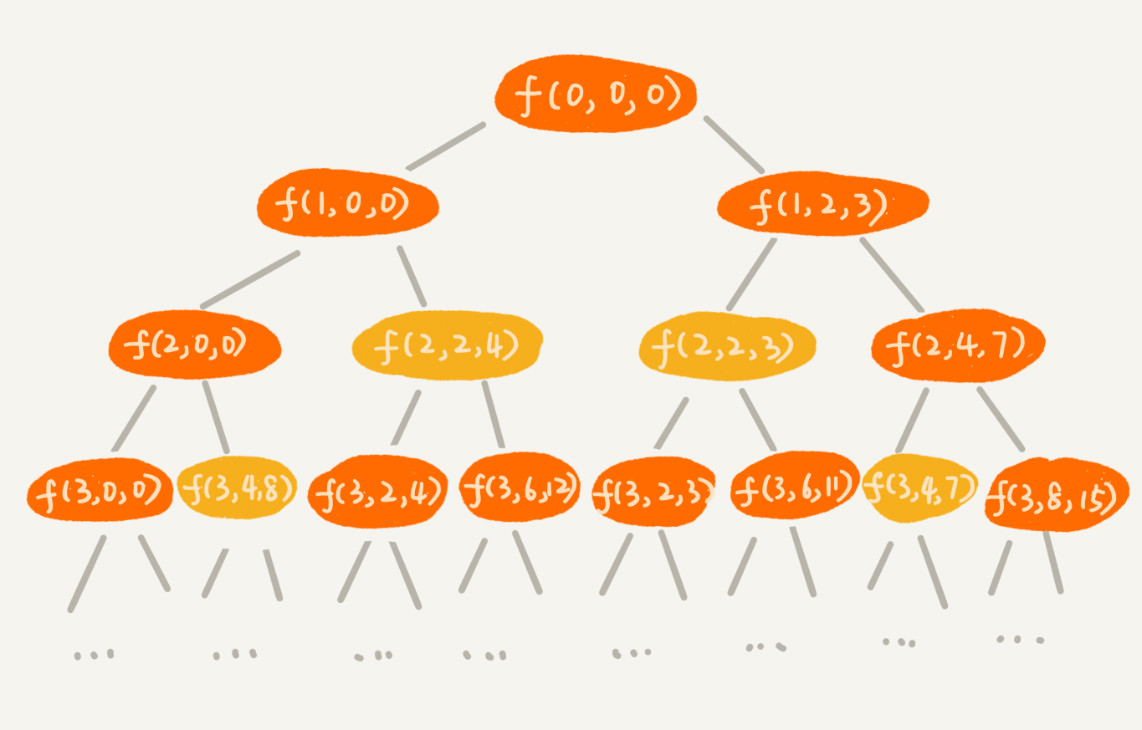 f(0, 0, 0)
f(1, 0, 0) f(1, 2, 3)
f(2, 0, 0) f(2, 2, 4) f(2, 2, 3) f(2, 4, 7)
f(3, 0, 0) f(3, 4, 8) f(3, 2, 4) f(3, 6, 12) f(3, 2, 3) f(3, 6, 11) f(3, 4, 7) f(3, 8, 15)
... ... ... ... ... ... ... ...